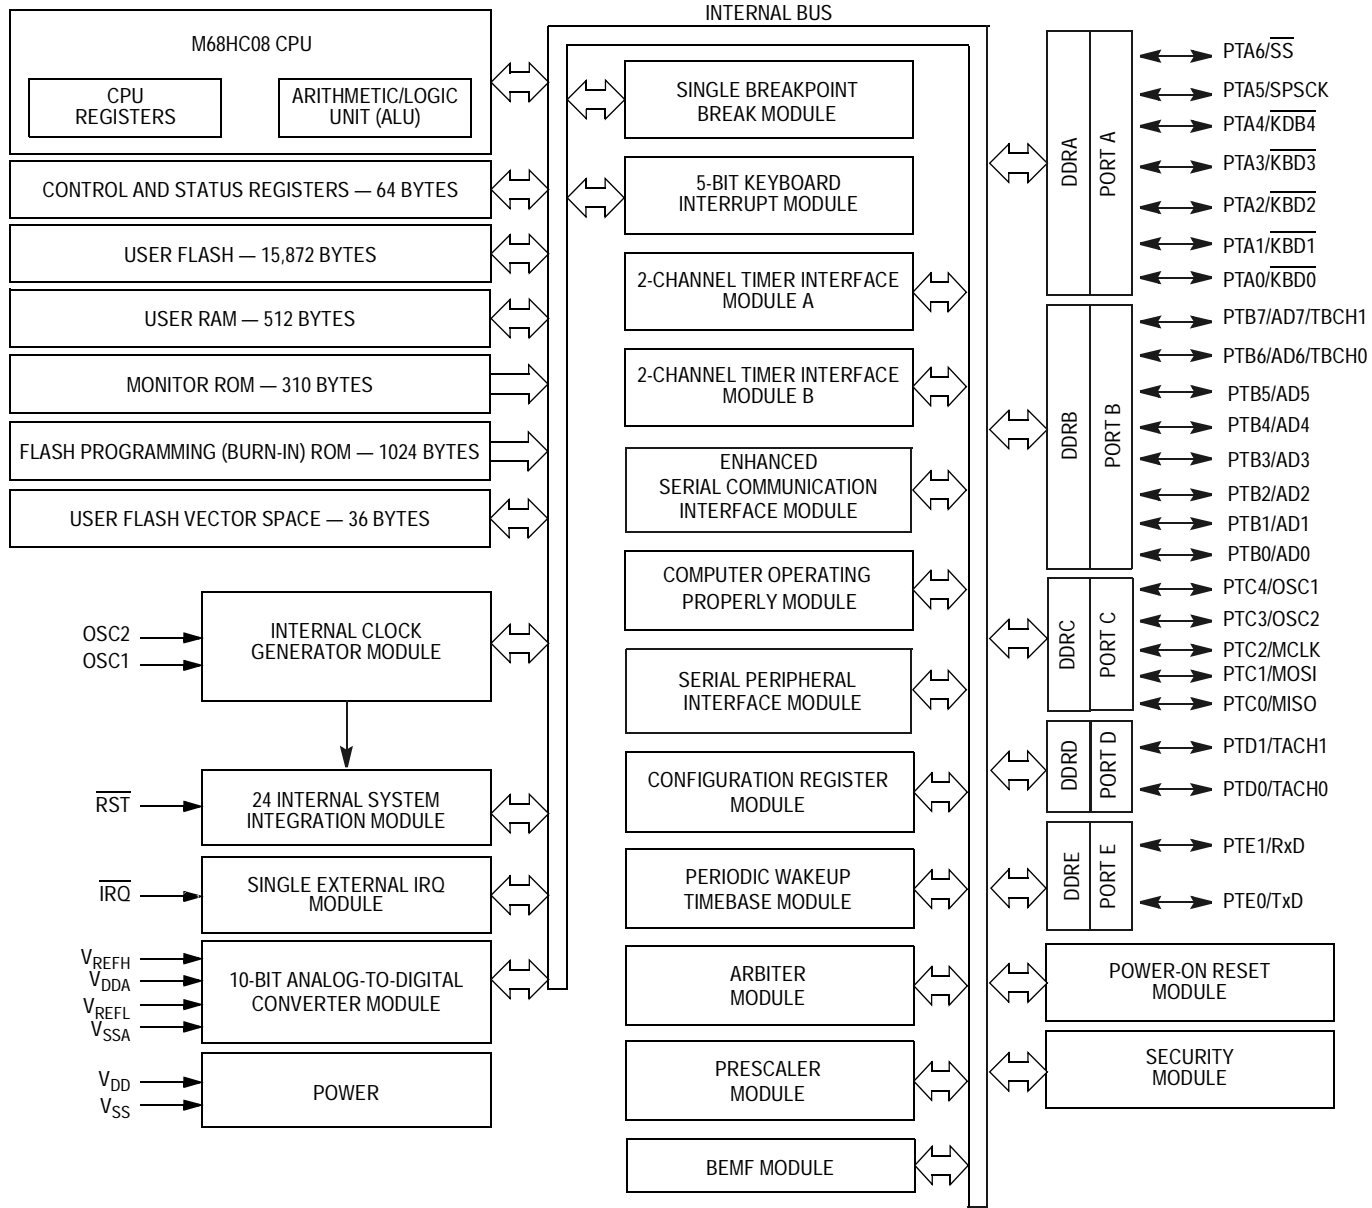 INTERNAL BUS
M68HC08 CPU
CPU
REGISTERS
ARITHMETIC/LOGIC
UNIT (ALU)
CONTROL AND STATUS REGISTERS — 64 BYTES
USER FLASH — 15,872 BYTES
USER RAM — 512 BYTES
MONITOR ROM — 310 BYTES
FLASH PROGRAMMING (BURN-IN) ROM — 1024 BYTES
USER FLASH VECTOR SPACE — 36 BYTES
OSC2
OSC1
INTERNAL CLOCK
GENERATOR MODULE
RST
24 INTERNAL SYSTEM
INTEGRATION MODULE
IRQ
SINGLE EXTERNAL IRQ
MODULE
VREFH
VDDA
VREFL
VSSA
10-BIT ANALOG-TO-DIGITAL
CONVERTER MODULE
VDD
VSS
POWER
SINGLE BREAKPOINT
BREAK MODULE
5-BIT KEYBOARD
INTERRUPT MODULE
2-CHANNEL TIMER INTERFACE
MODULE A
2-CHANNEL TIMER INTERFACE
MODULE B
ENHANCED
SERIAL COMMUNICATION
INTERFACE MODULE
COMPUTER OPERATING
PROPERLY MODULE
SERIAL PERIPHERAL
INTERFACE MODULE
CONFIGURATION REGISTER
MODULE
PERIODIC WAKEUP
TIMEBASE MODULE
ARBITER
MODULE
PRESCALER
MODULE
BEMF MODULE
DDRA
PORT A
PTA6/SS
PTA5/SPSCK
PTA4/KDB4
PTA3/KBD3
PTA2/KBD2
PTA1/KBD1
PTA0/KBD0
DDRB
PORT B
PTB7/AD7/TBCH1
PTB6/AD6/TBCH0
PTB5/AD5
PTB4/AD4
PTB3/AD3
PTB2/AD2
PTB1/AD1
PTB0/AD0
DDRC
PORT C
PTC4/OSC1
PTC3/OSC2
PTC2/MCLK
PTC1/MOSI
PTC0/MISO
DDRD
PORT D
PTD1/TACH1
PTD0/TACH0
DDRE
PORT E
PTE1/RxD
PTE0/TxD
POWER-ON RESET
MODULE
SECURITY
MODULE